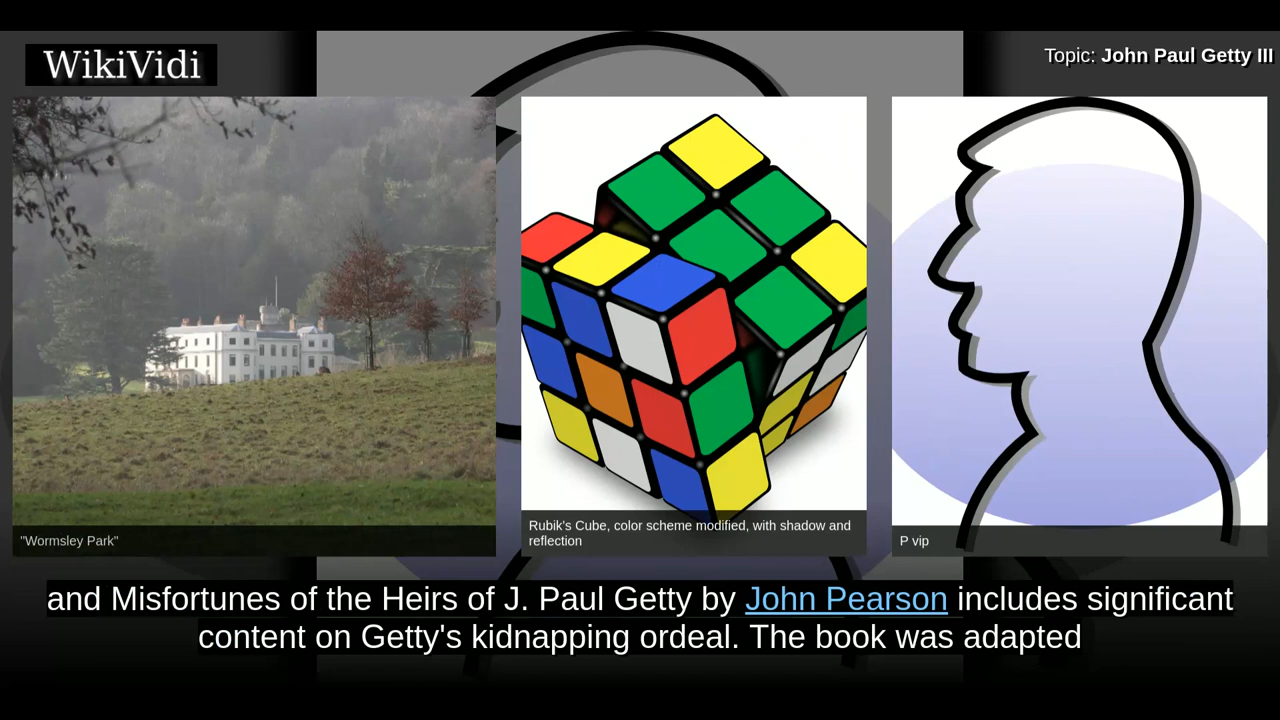 WikiVidi
Topic: John Paul Getty III
"Wormsley Park"
Rubik's Cube, color scheme modified, with shadow and
reflection
P vip
and Misfortunes of the Heirs of J. Paul Getty by John Pearson includes significant
content on Getty's kidnapping ordeal. The book was adapted